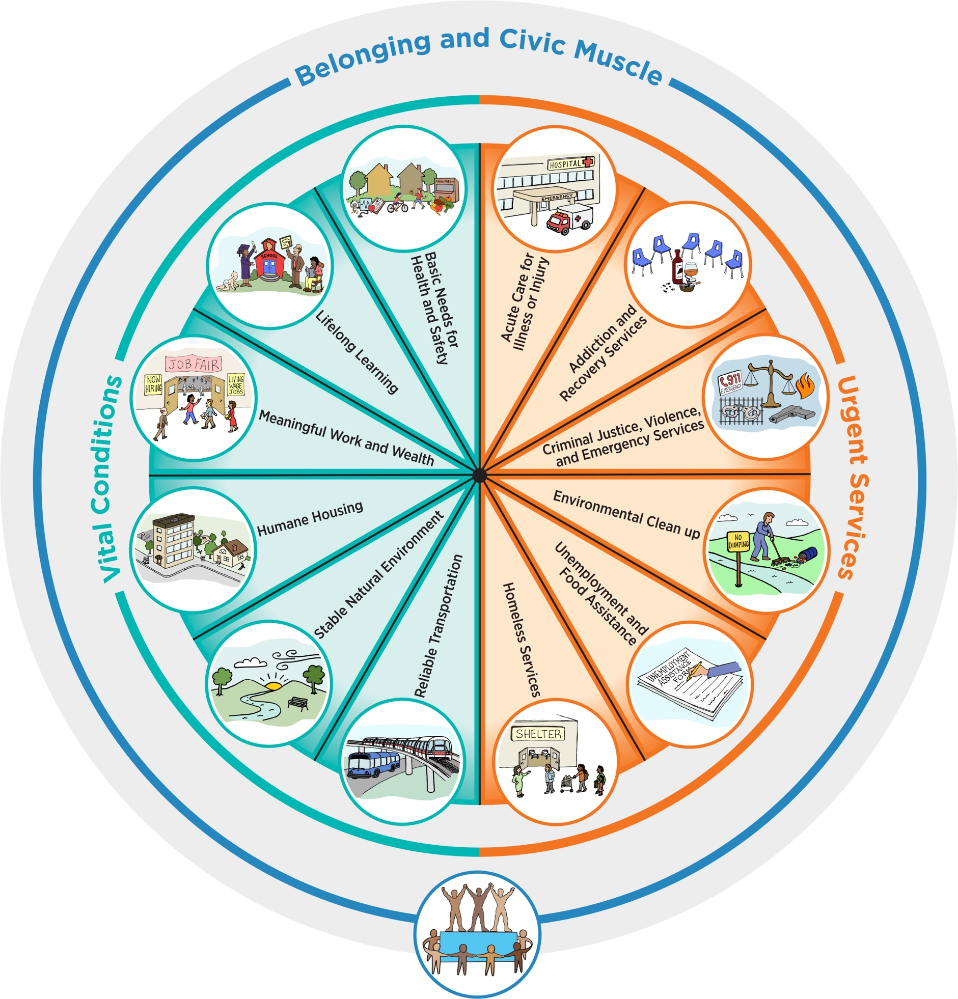 Belonging and Civic Muscle
Vital Conditions
Urgent Services
FARM FRESH
Basic Needs for
Health and Safety
SCHOOL
Lifelong Learning
JOB FAIR
NOW
HIRING
LIVING
WAGE
JOBS
Meaningful Work and Wealth
Humane Housing
Stable Natural Environment
Reliable Transportation
HOSPITAL
EMERGENCY
Acute Care for
Illness or Injury
Addiction and
Recovery Services
911
EMERGENCY
Criminal Justice, Violence,
and Emergency Services
NO
DUMPING
Environmental Clean up
UNEMPLOYMENT
ASSISTANCE
FORM
Unemployment and
Food Assistance
SHELTER
Homeless Services